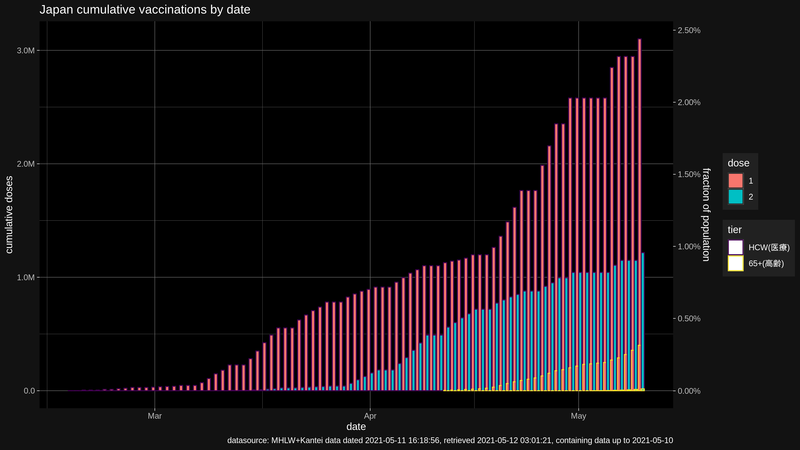 Japan cumulative vaccinations by date
cumulative doses
3.0M
2.0M
1.0M
0.0
2.50%
2.00%
1.50%
1.00%
0.50%
0.00%
fraction of population
Mar
Apr
May
date
dose
1
2
tier
HCW(医療)
65+(高齢)
datasource: MHLW+Kantei data dated 2021-05-11 16:18:56, retrieved 2021-05-12 03:01:21, containing data up to 2021-05-10